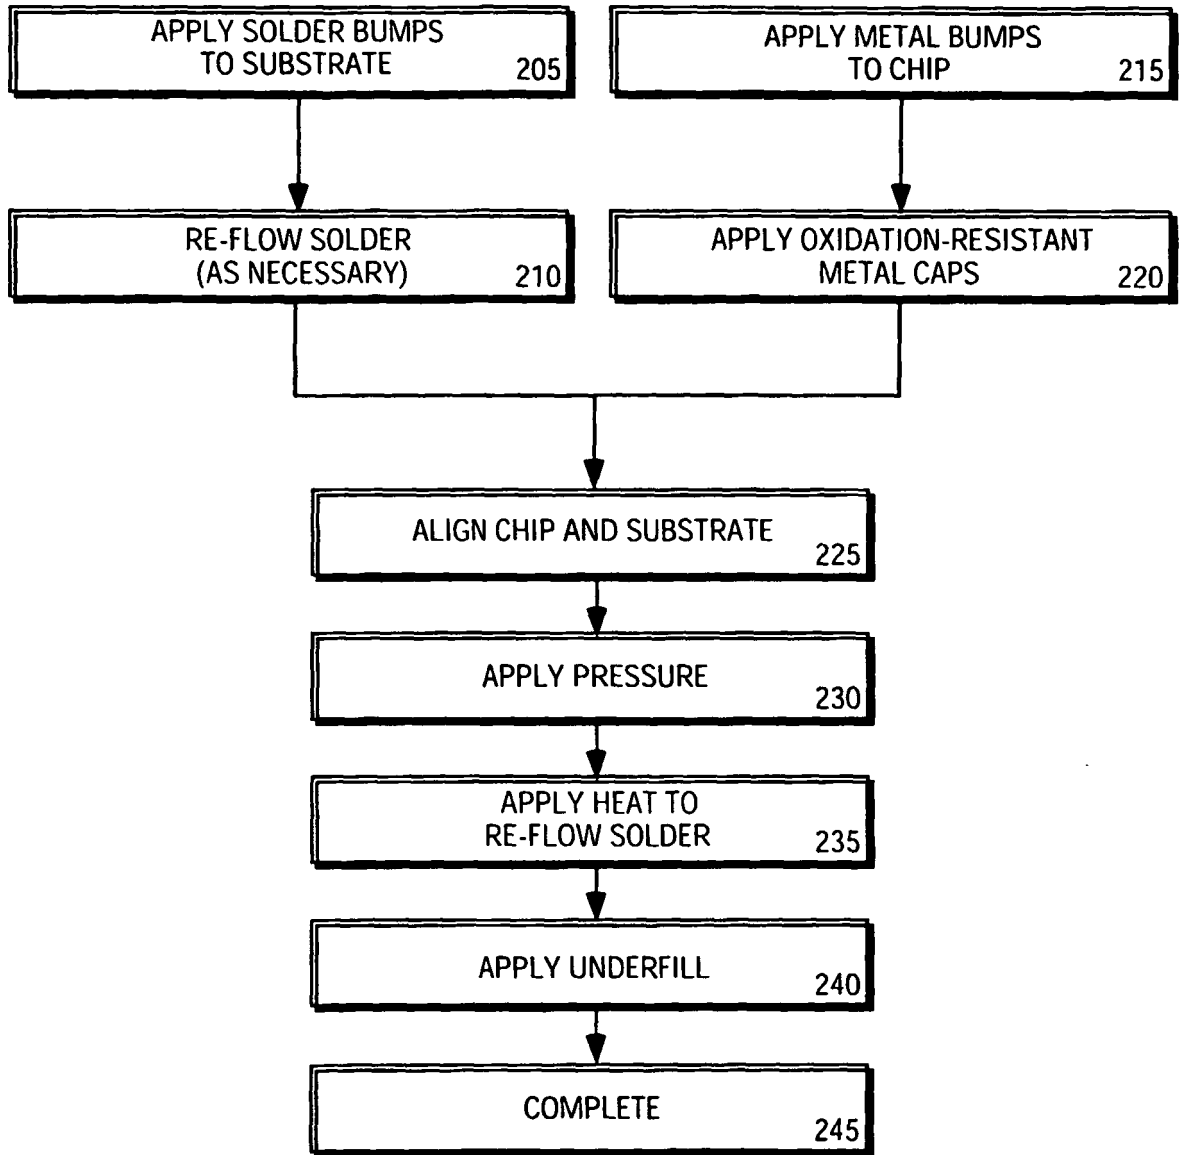 APPLY SOLDER BUMPS
TO SUBSTRATE
205
APPLY METAL BUMPS
TO CHIP
215
RE-FLOW SOLDER
(AS NECESSARY)
210
APPLY OXIDATION-RESISTANT
METAL CAPS
220
ALIGN CHIP AND SUBSTRATE
225
APPLY PRESSURE
230
APPLY HEAT TO
RE-FLOW SOLDER
235
APPLY UNDERFILL
240
COMPLETE
245